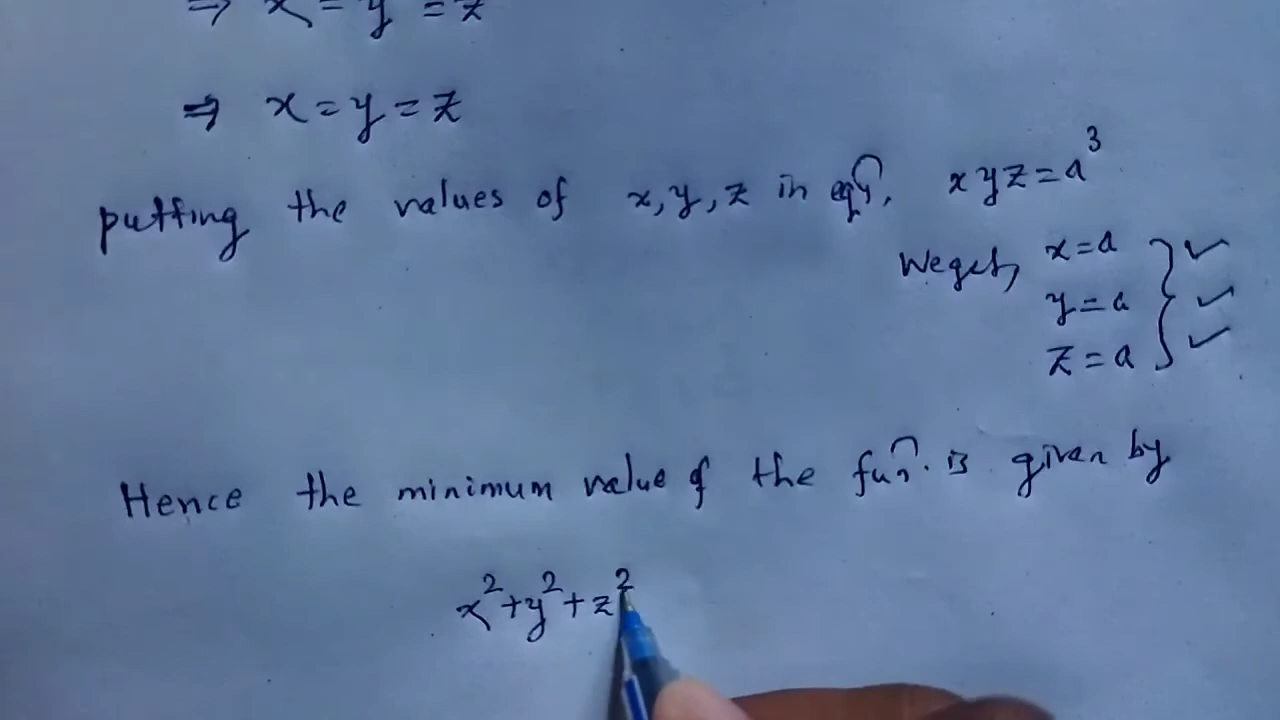 ⇒ x = y = z
⇒ x = y = z
putting the values of x, y, z in eqn. xyz = a³
We get, x = a
y = a
z = a
Hence the minimum value of the fun. is given by
x² + y² + z²